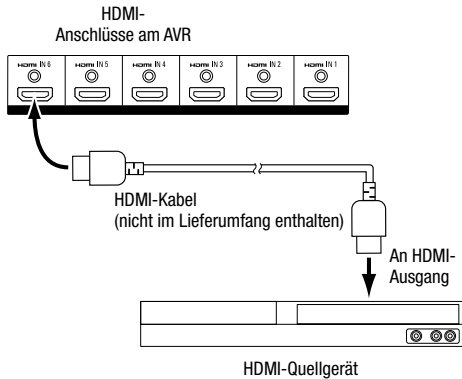 HDMI-
Anschlüsse am AVR
HDMI IN 6 HDMI IN 5 HDMI IN 4 HDMI IN 3 HDMI IN 2 HDMI IN 1
HDMI-Kabel
(nicht im Lieferumfang enthalten)
An HDMI-
Ausgang
HDMI-Quellgerät